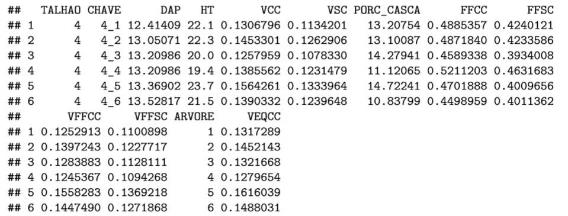 ##   TALHAO CHAVE      DAP   HT       VCC       VSC PORC_CASCA      FFCC      FFSC
## 1      4   4_1 12.41409 22.1 0.1306796 0.1134201   13.20754 0.4885357 0.4240121
## 2      4   4_2 13.05071 22.3 0.1453301 0.1262906   13.10087 0.4871840 0.4233586
## 3      4   4_3 13.20986 20.0 0.1257959 0.1078330   14.27941 0.4589338 0.3934008
## 4      4   4_4 13.20986 19.4 0.1385562 0.1231479   11.12065 0.5211203 0.4631683
## 5      4   4_5 13.36902 23.7 0.1564261 0.1333964   14.72241 0.4701888 0.4009656
## 6      4   4_6 13.52817 21.5 0.1390332 0.1239648   10.83799 0.4498959 0.4011362
##       VFFCC     VFFSC ARVORE     VEQCC
## 1 0.1252913 0.1100898      1 0.1317289
## 2 0.1397243 0.1227717      2 0.1452143
## 3 0.1283883 0.1128111      3 0.1321668
## 4 0.1245367 0.1094268      4 0.1279654
## 5 0.1558283 0.1369218      5 0.1616039
## 6 0.1447490 0.1271868      6 0.1488031